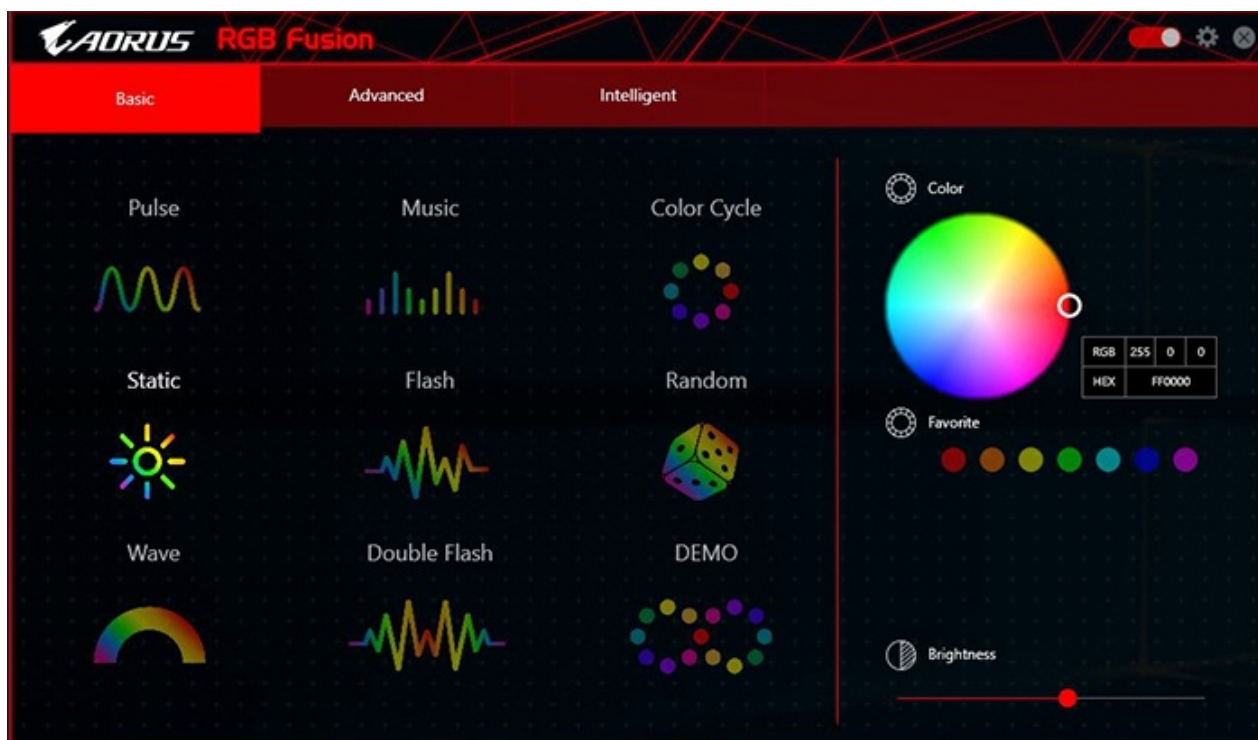 AORUS RGB Fusion
Basic Advanced Intelligent
Pulse Music Color Cycle
Static Flash Random
Wave Double Flash DEMO
Color
RGB 255 0 0
HEX FF0000
Favorite
Brightness